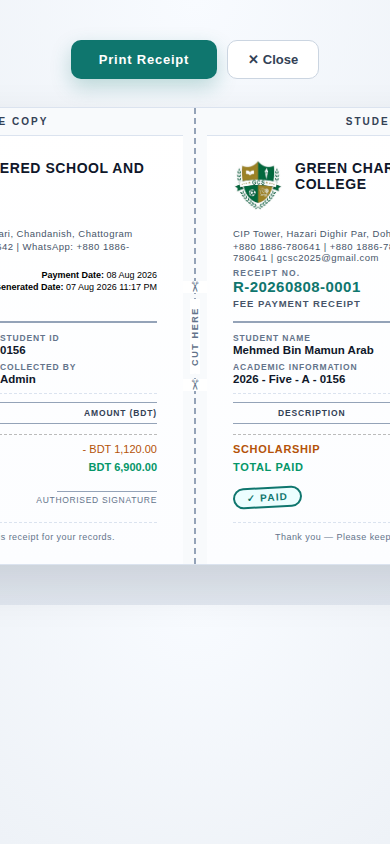 Print Receipt
✕ Close
E COPY
ERED SCHOOL AND
ari, Chandanish, Chattogram
642 | WhatsApp: +880 1886-
Payment Date: 08 Aug 2026
Generated Date: 07 Aug 2026 11:17 PM
STUDENT ID
0156
COLLECTED BY
Admin
AMOUNT (BDT)
- BDT 1,120.00
BDT 6,900.00
AUTHORISED SIGNATURE
s receipt for your records.
CUT HERE
STUDE
GREEN CHAR
COLLEGE
CIP Tower, Hazari Dighir Par, Doh
+880 1886-780641 | +880 1886-78
780641 | gcsc2025@gmail.com
RECEIPT NO.
R-20260808-0001
FEE PAYMENT RECEIPT
STUDENT NAME
Mehmed Bin Mamun Arab
ACADEMIC INFORMATION
2026 - Five - A - 0156
DESCRIPTION
SCHOLARSHIP
TOTAL PAID
✓ PAID
Thank you — Please keep